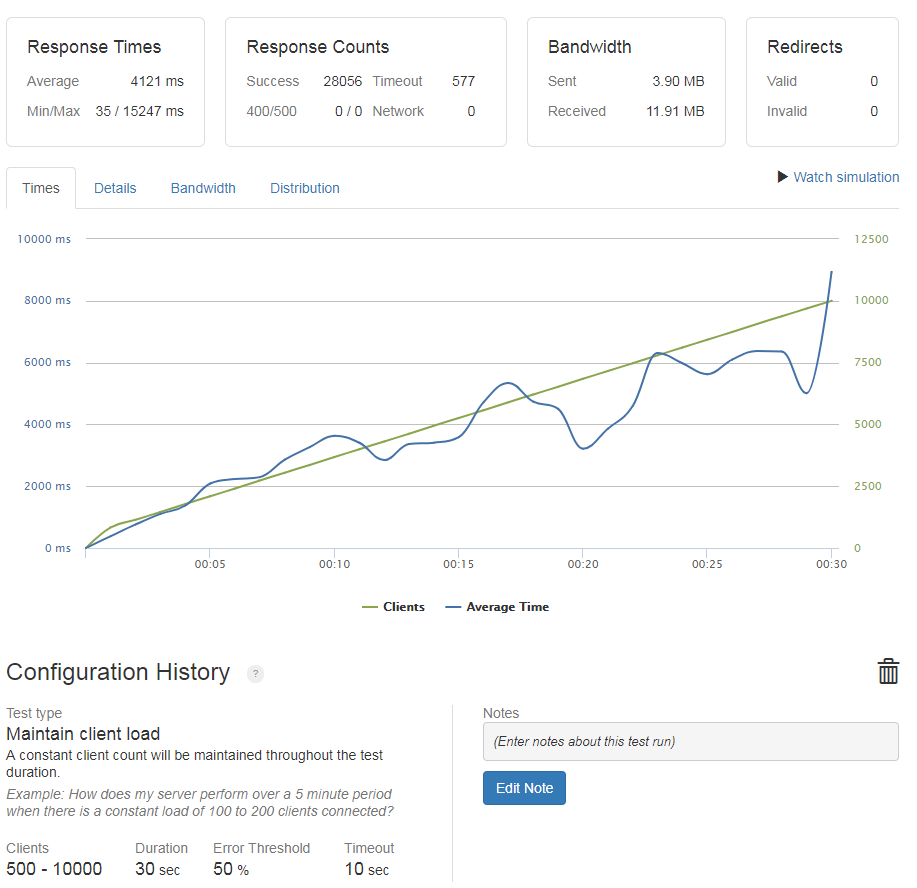 Response Times
Average 4121 ms
Min/Max 35 / 15247 ms
Response Counts
Success 28056 Timeout 577
400/500 0 / 0 Network 0
Bandwidth
Sent 3.90 MB
Received 11.91 MB
Redirects
Valid 0
Invalid 0
Times Details Bandwidth Distribution
Watch simulation
10000 ms 12500
8000 ms 10000
6000 ms 7500
4000 ms 5000
2000 ms 2500
0 ms 0
00:05 00:10 00:15 00:20 00:25 00:30
Clients Average Time
Configuration History ?
Test type
Maintain client load
A constant client count will be maintained throughout the test
duration.
Example: How does my server perform over a 5 minute period
when there is a constant load of 100 to 200 clients connected?
Clients Duration Error Threshold Timeout
500 - 10000 30 sec 50 % 10 sec
Notes
(Enter notes about this test run)
Edit Note